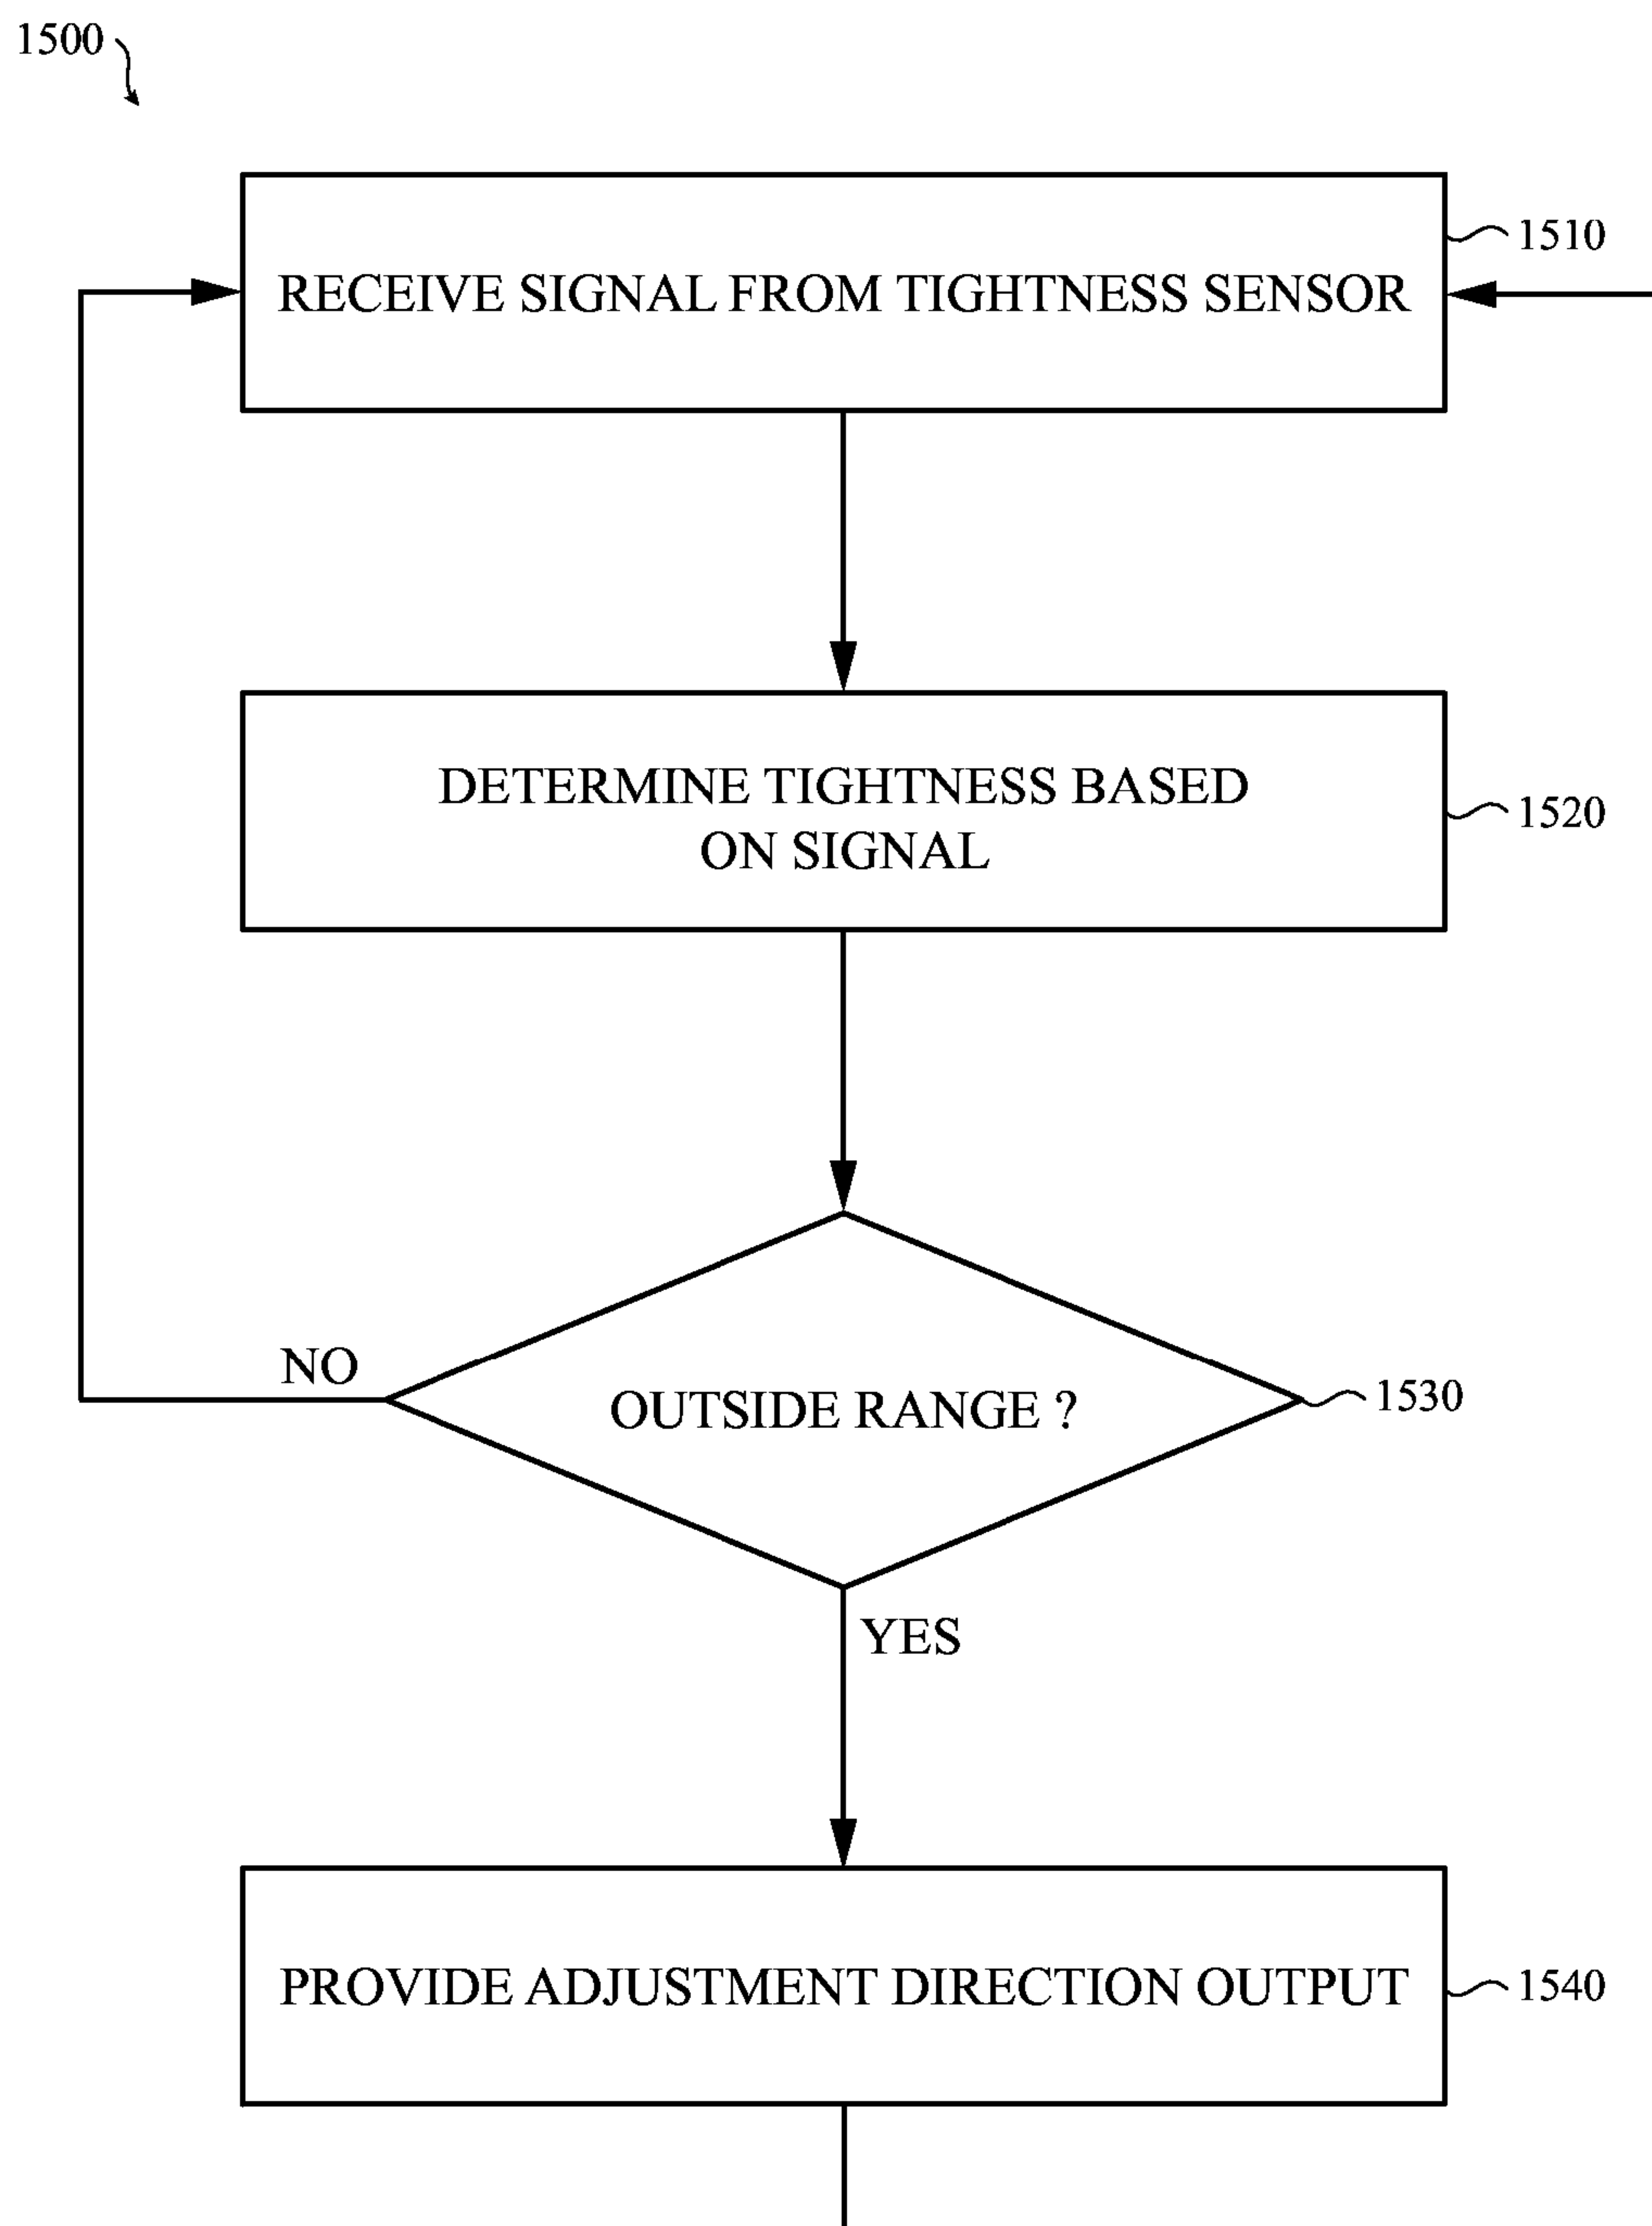 1500
RECEIVE SIGNAL FROM TIGHTNESS SENSOR
1510
DETERMINE TIGHTNESS BASED
ON SIGNAL
1520
NO
OUTSIDE RANGE ?
1530
YES
PROVIDE ADJUSTMENT DIRECTION OUTPUT
1540